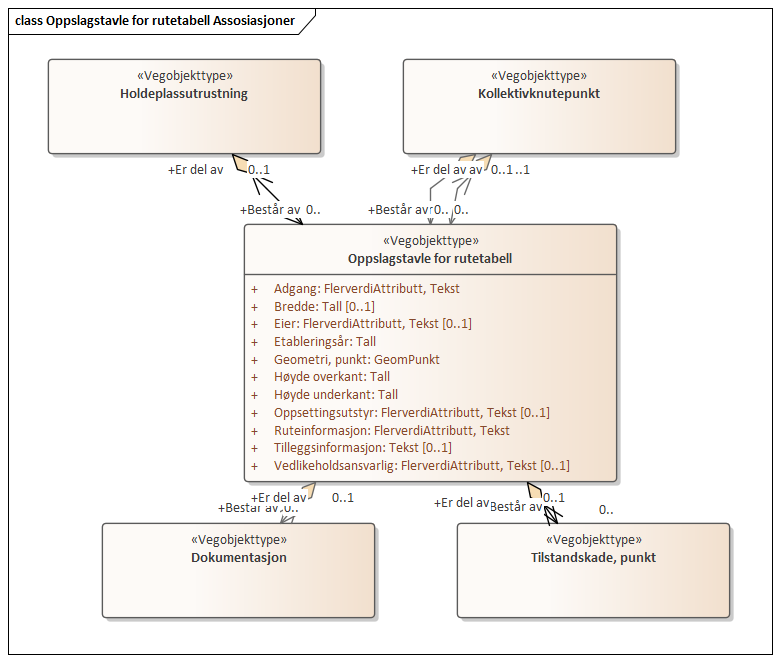 class Oppslagstavle for rutetabell Assosiasjoner
«Vegobjekttype»
Holdeplassutrustning
«Vegobjekttype»
Kollektivknutepunkt
+Er del av 0..1
+Er del av av 0..1 ..1
+Består av 0..
+Består av 0.. 0..
«Vegobjekttype»
Oppslagstavle for rutetabell
+ Adgang: FlerverdiAttributt, Tekst
+ Bredde: Tall [0..1]
+ Eier: FlerverdiAttributt, Tekst [0..1]
+ Etableringsår: Tall
+ Geometri, punkt: GeomPunkt
+ Høyde overkant: Tall
+ Høyde underkant: Tall
+ Oppsettingsutstyr: FlerverdiAttributt, Tekst [0..1]
+ Ruteinformasjon: FlerverdiAttributt, Tekst
+ Tilleggsinformasjon: Tekst [0..1]
+ Vedlikeholdsansvarlig: FlerverdiAttributt, Tekst [0..1]
+Er del av 0..1
+Består av 0..
+Er del av 0..1
Består av 0..
«Vegobjekttype»
Dokumentasjon
«Vegobjekttype»
Tilstandskade, punkt